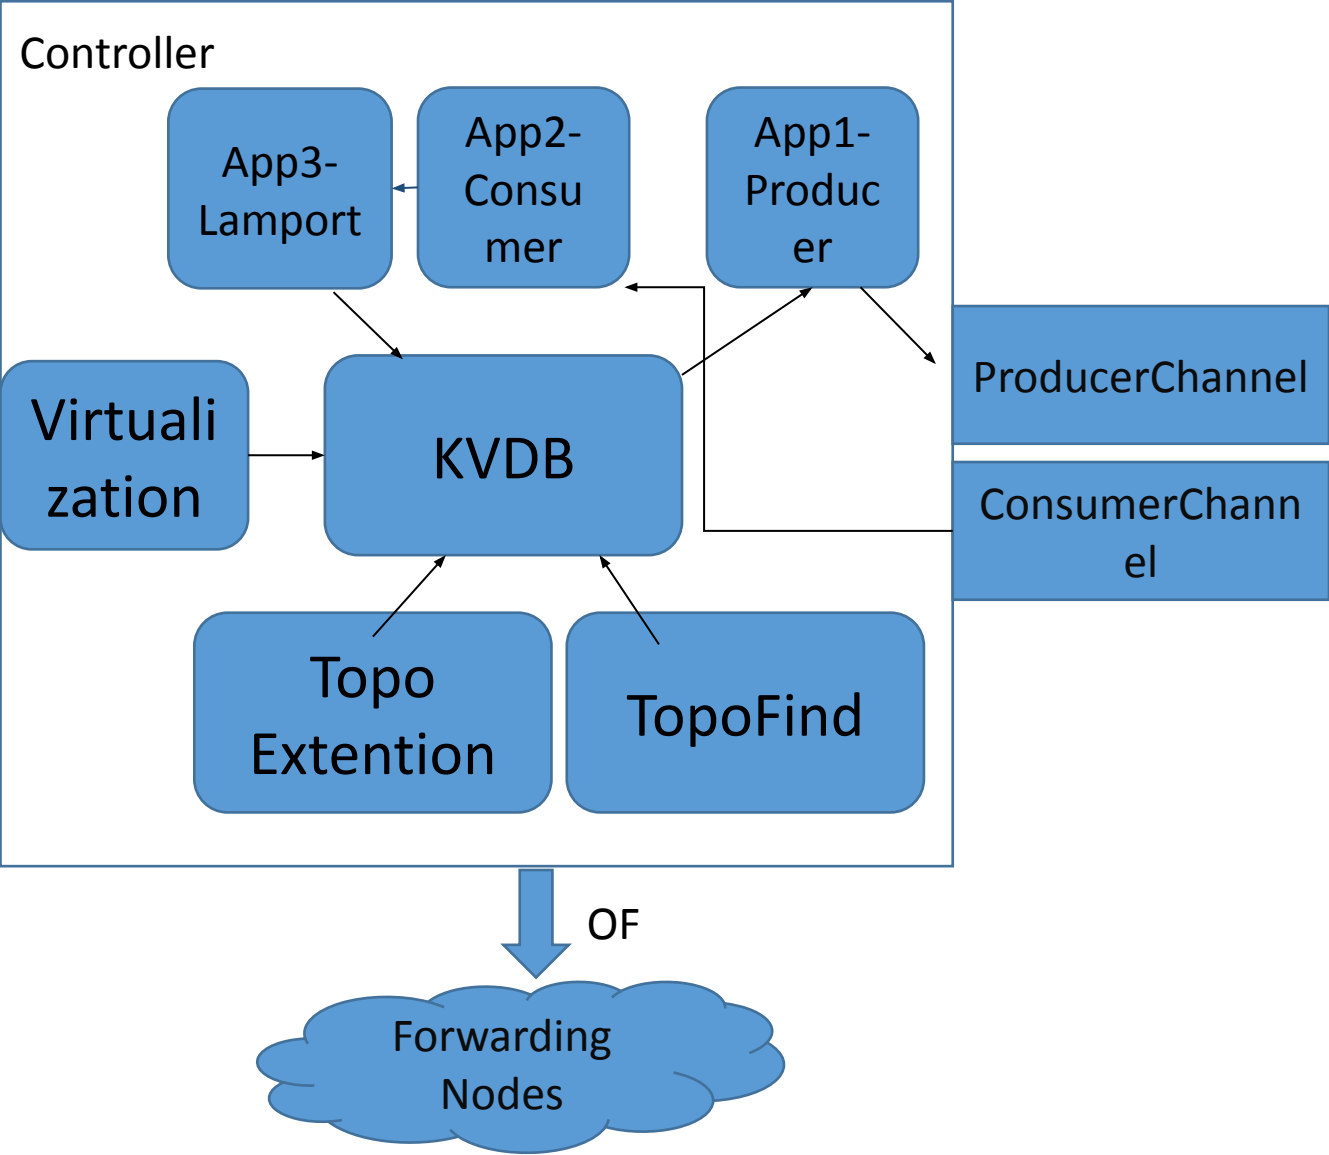 Controller
App3-
Lamport
App2-
Consu
mer
App1-
Produc
er
ProducerChannel
Virtuali
zation
KVDB
ConsumerChann
el
Topo
Extention
TopoFind
OF
Forwarding
Nodes